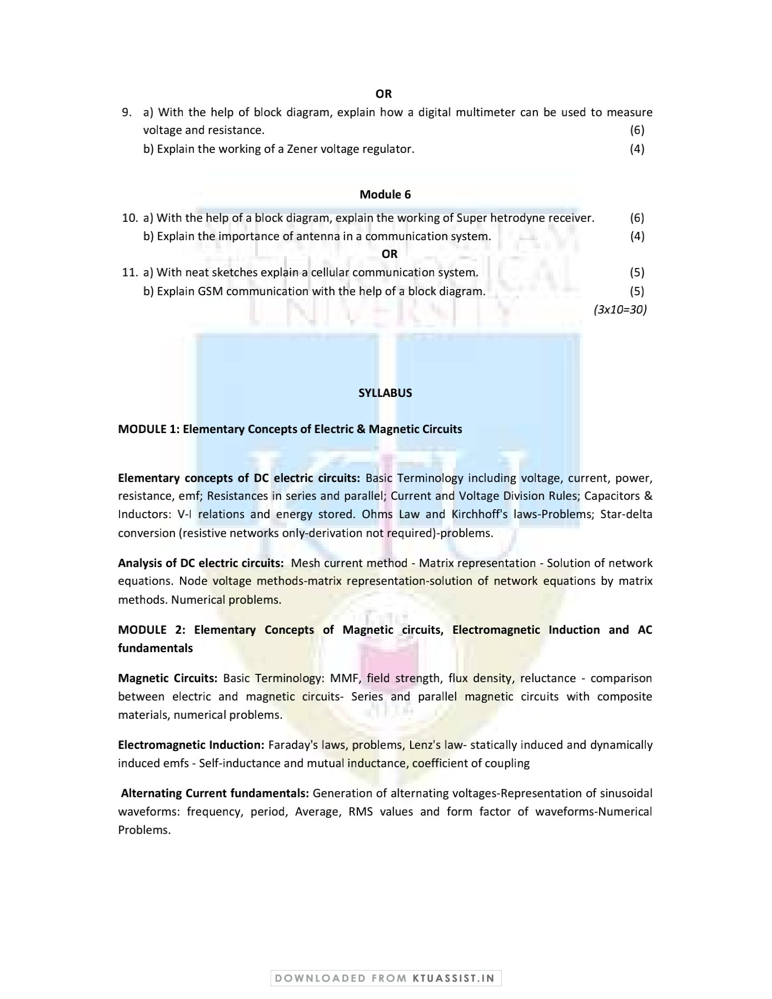 OR
9. a) With the help of block diagram, explain how a digital multimeter can be used to measure
voltage and resistance. (6)
b) Explain the working of a Zener voltage regulator. (4)
Module 6
10. a) With the help of a block diagram, explain the working of Super hetrodyne receiver. (6)
b) Explain the importance of antenna in a communication system. (4)
OR
11. a) With neat sketches explain a cellular communication system. (5)
b) Explain GSM communication with the help of a block diagram. (5)
(3x10=30)
APJ ABDUL KALAM
TECHNOLOGICAL
UNIVERSITY
SYLLABUS
MODULE 1: Elementary Concepts of Electric & Magnetic Circuits
KTU
Elementary concepts of DC electric circuits: Basic Terminology including voltage, current, power,
resistance, emf; Resistances in series and parallel; Current and Voltage Division Rules; Capacitors &
Inductors: V-I relations and energy stored. Ohms Law and Kirchhoff's laws-Problems; Star-delta
conversion (resistive networks only-derivation not required)-problems.
Analysis of DC electric circuits: Mesh current method - Matrix representation - Solution of network
equations. Node voltage methods-matrix representation-solution of network equations by matrix
methods. Numerical problems.
MODULE 2: Elementary Concepts of Magnetic circuits, Electromagnetic Induction and AC
fundamentals
Magnetic Circuits: Basic Terminology: MMF, field strength, flux density, reluctance - comparison
between electric and magnetic circuits- Series and parallel magnetic circuits with composite
materials, numerical problems.
Electromagnetic Induction: Faraday's laws, problems, Lenz's law- statically induced and dynamically
induced emfs - Self-inductance and mutual inductance, coefficient of coupling
Alternating Current fundamentals: Generation of alternating voltages-Representation of sinusoidal
waveforms: frequency, period, Average, RMS values and form factor of waveforms-Numerical
Problems.
DOWNLOADED FROM KTUASSIST.IN